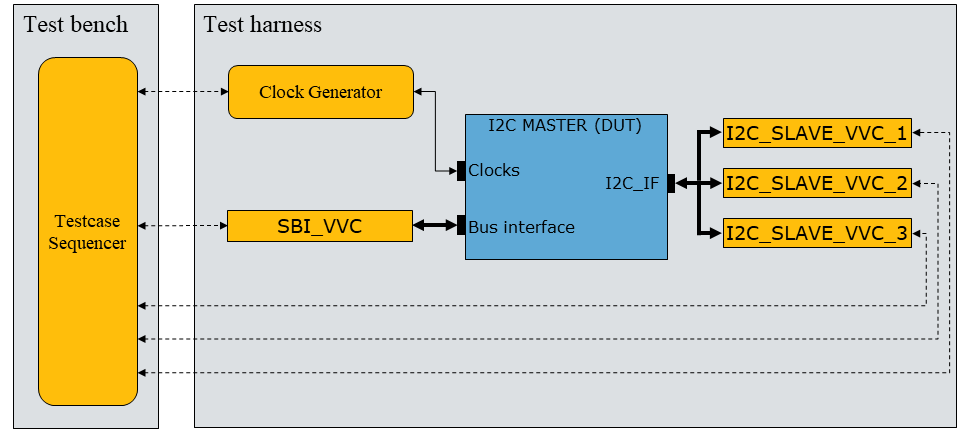 Test bench
Test harness
Clock Generator
I2C MASTER (DUT)
I2C_SLAVE_VVC_1
Clocks
I2C_IF
I2C_SLAVE_VVC_2
Testcase
Sequencer
SBI_VVC
Bus interface
I2C_SLAVE_VVC_3